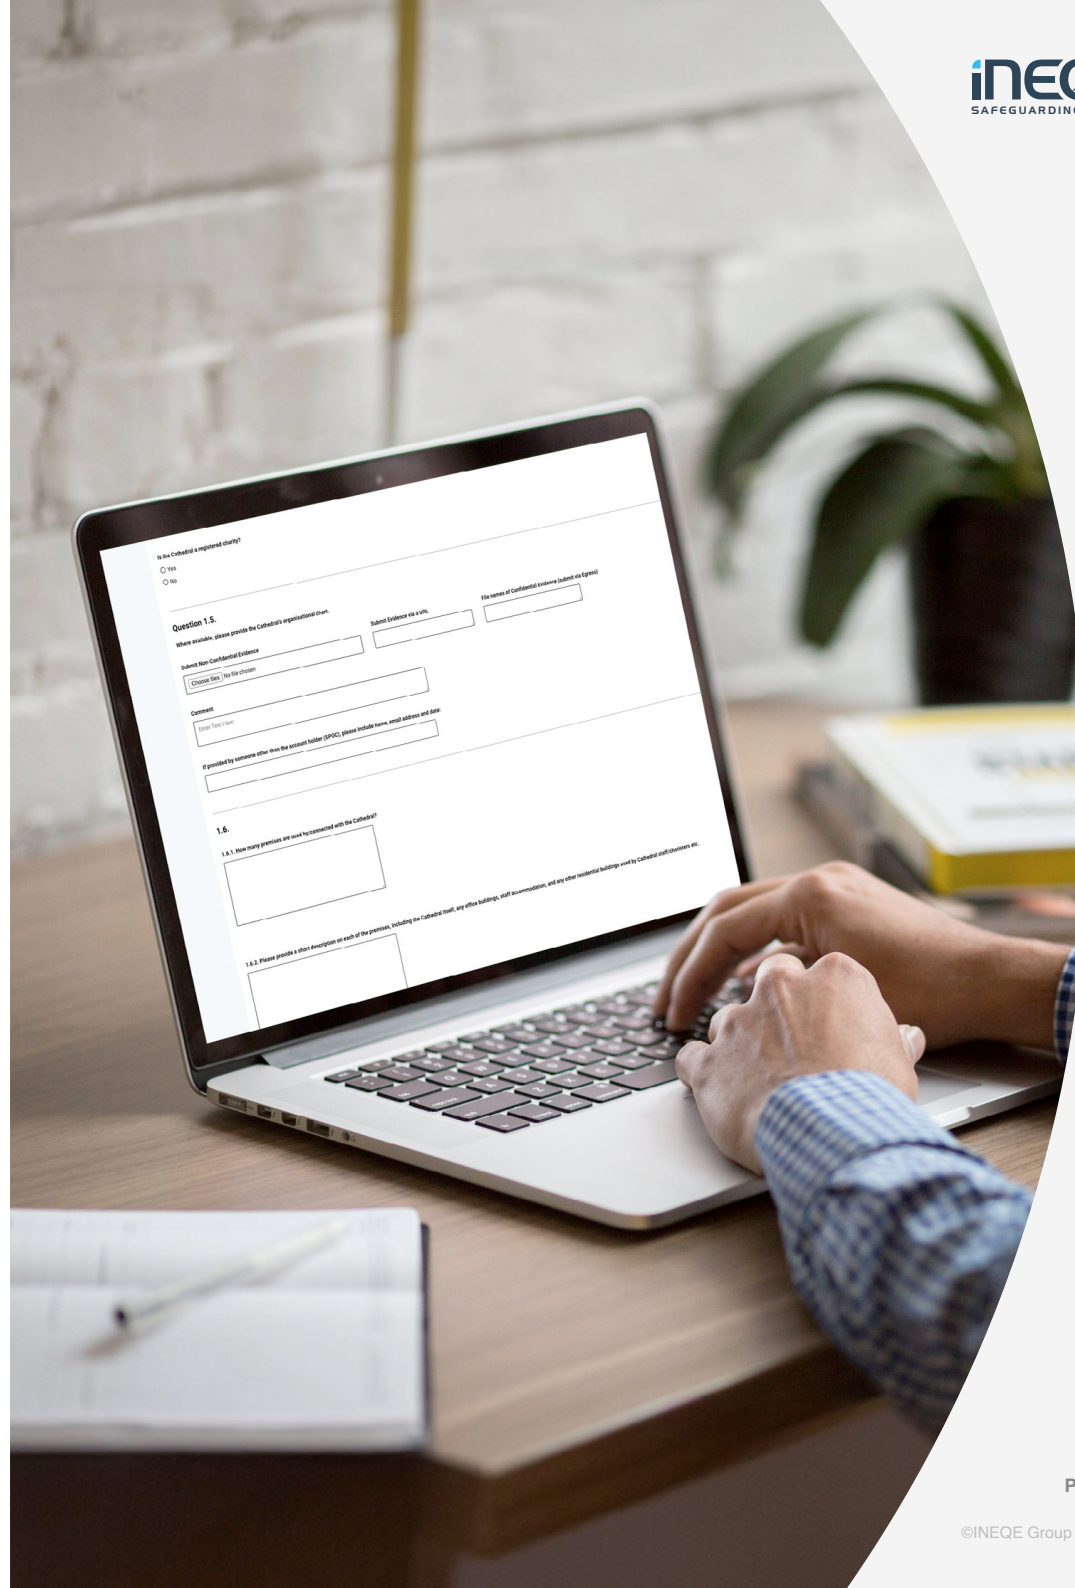 iNEQ
SAFEGUARDING
Is the Cathedral a registered charity?
Yes
No
Question 1.5.
Where available, please provide the Cathedral's organisational chart.
Submit Non-Confidential Evidence
Submit Evidence via a URL
File names of Confidential Evidence (submit via Egress)
Choose files No file chosen
Comment
Enter Text Here
If provided by someone other than the account holder (SPOC), please include name, email address and date:
1.6.
1.6.1. How many premises are used by/connected with the Cathedral?
1.6.2. Please provide a short description on each of the premises, including the Cathedral itself, any office buildings, staff accommodation, and any other residential buildings used by Cathedral staff/choristers etc.
P
©INEQE Group